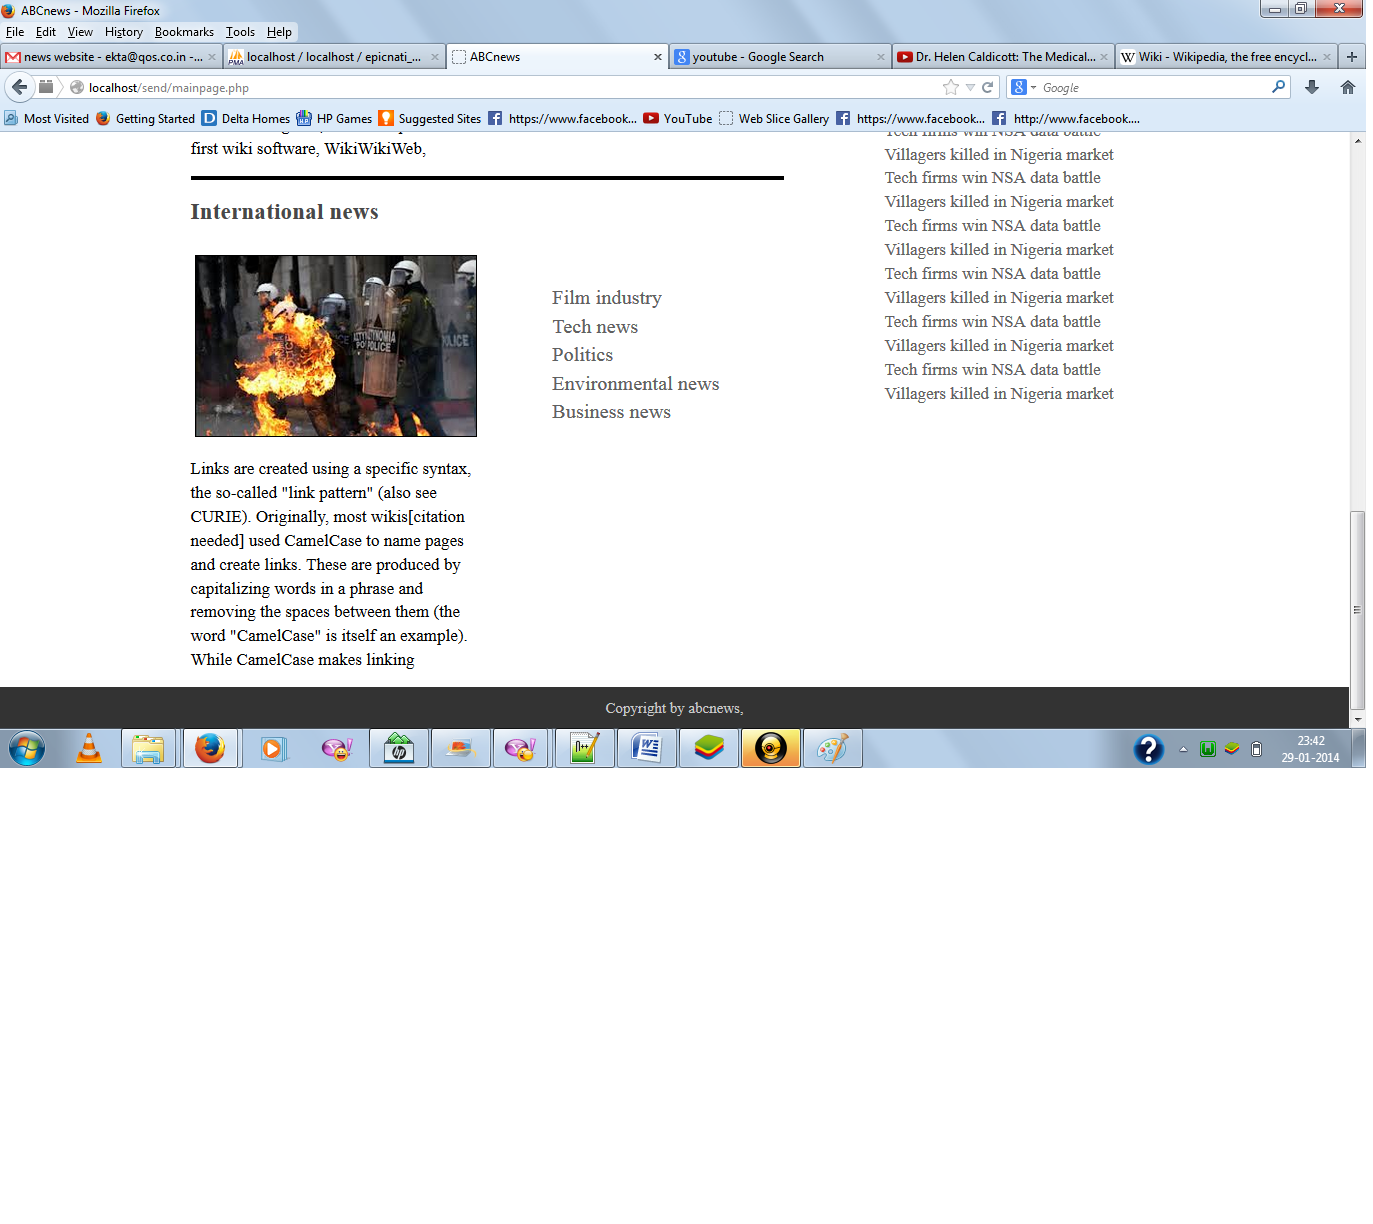 ABCnews - Mozilla Firefox
File Edit View History Bookmarks Tools Help
news website - ekta@qos.co.in -... localhost / localhost / epicnati_... ABCnews youtube - Google Search Dr. Helen Caldicott: The Medical... Wiki - Wikipedia, the free encycl...
localhost/send/mainpage.php Google
Most Visited Getting Started Delta Homes HP Games Suggested Sites https://www.facebook... YouTube Web Slice Gallery https://www.facebook... http://www.facebook....
first wiki software, WikiWikiWeb,
International news
POLICE
Links are created using a specific syntax,
the so-called "link pattern" (also see
CURIE). Originally, most wikis[citation
needed] used CamelCase to name pages
and create links. These are produced by
capitalizing words in a phrase and
removing the spaces between them (the
word "CamelCase" is itself an example).
While CamelCase makes linking
Film industry
Tech news
Politics
Environmental news
Business news
Tech firms win NSA data battle
Villagers killed in Nigeria market
Tech firms win NSA data battle
Villagers killed in Nigeria market
Tech firms win NSA data battle
Villagers killed in Nigeria market
Tech firms win NSA data battle
Villagers killed in Nigeria market
Tech firms win NSA data battle
Villagers killed in Nigeria market
Tech firms win NSA data battle
Villagers killed in Nigeria market
Copyright by abcnews,
23:42
29-01-2014